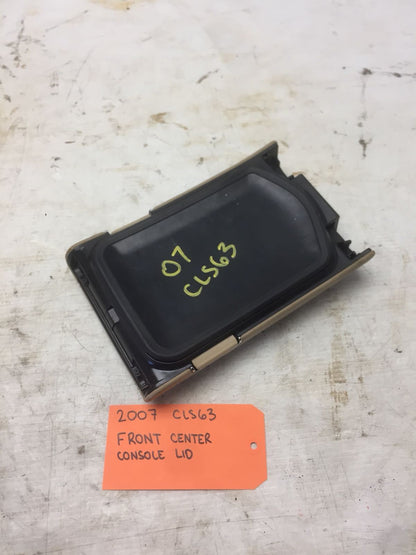 07
CLS63
2007 CLS63
FRONT CENTER
CONSOLE LID